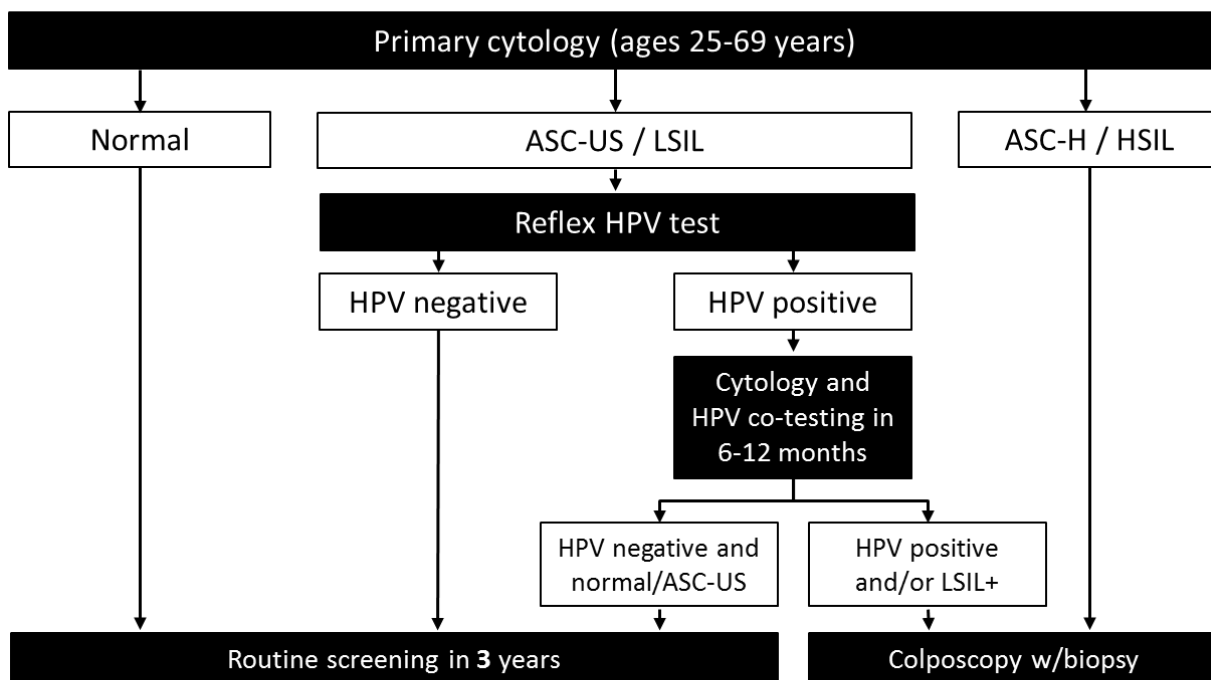 Primary cytology (ages 25-69 years)
Normal
ASC-US / LSIL
ASC-H / HSIL
Reflex HPV test
HPV negative
HPV positive
Cytology and
HPV co-testing in
6-12 months
HPV negative and
normal/ASC-US
HPV positive
and/or LSIL+
Routine screening in 3 years
Colposcopy w/biopsy